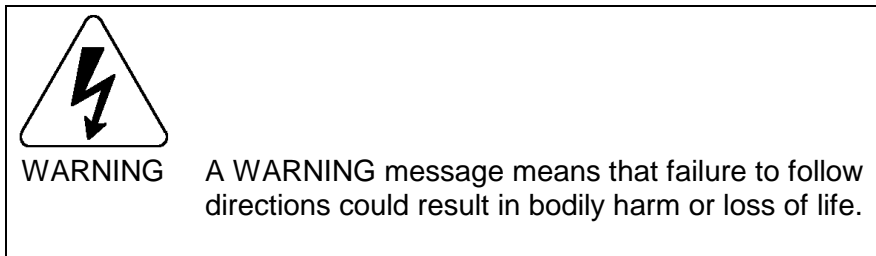 WARNING A WARNING message means that failure to follow
directions could result in bodily harm or loss of life.